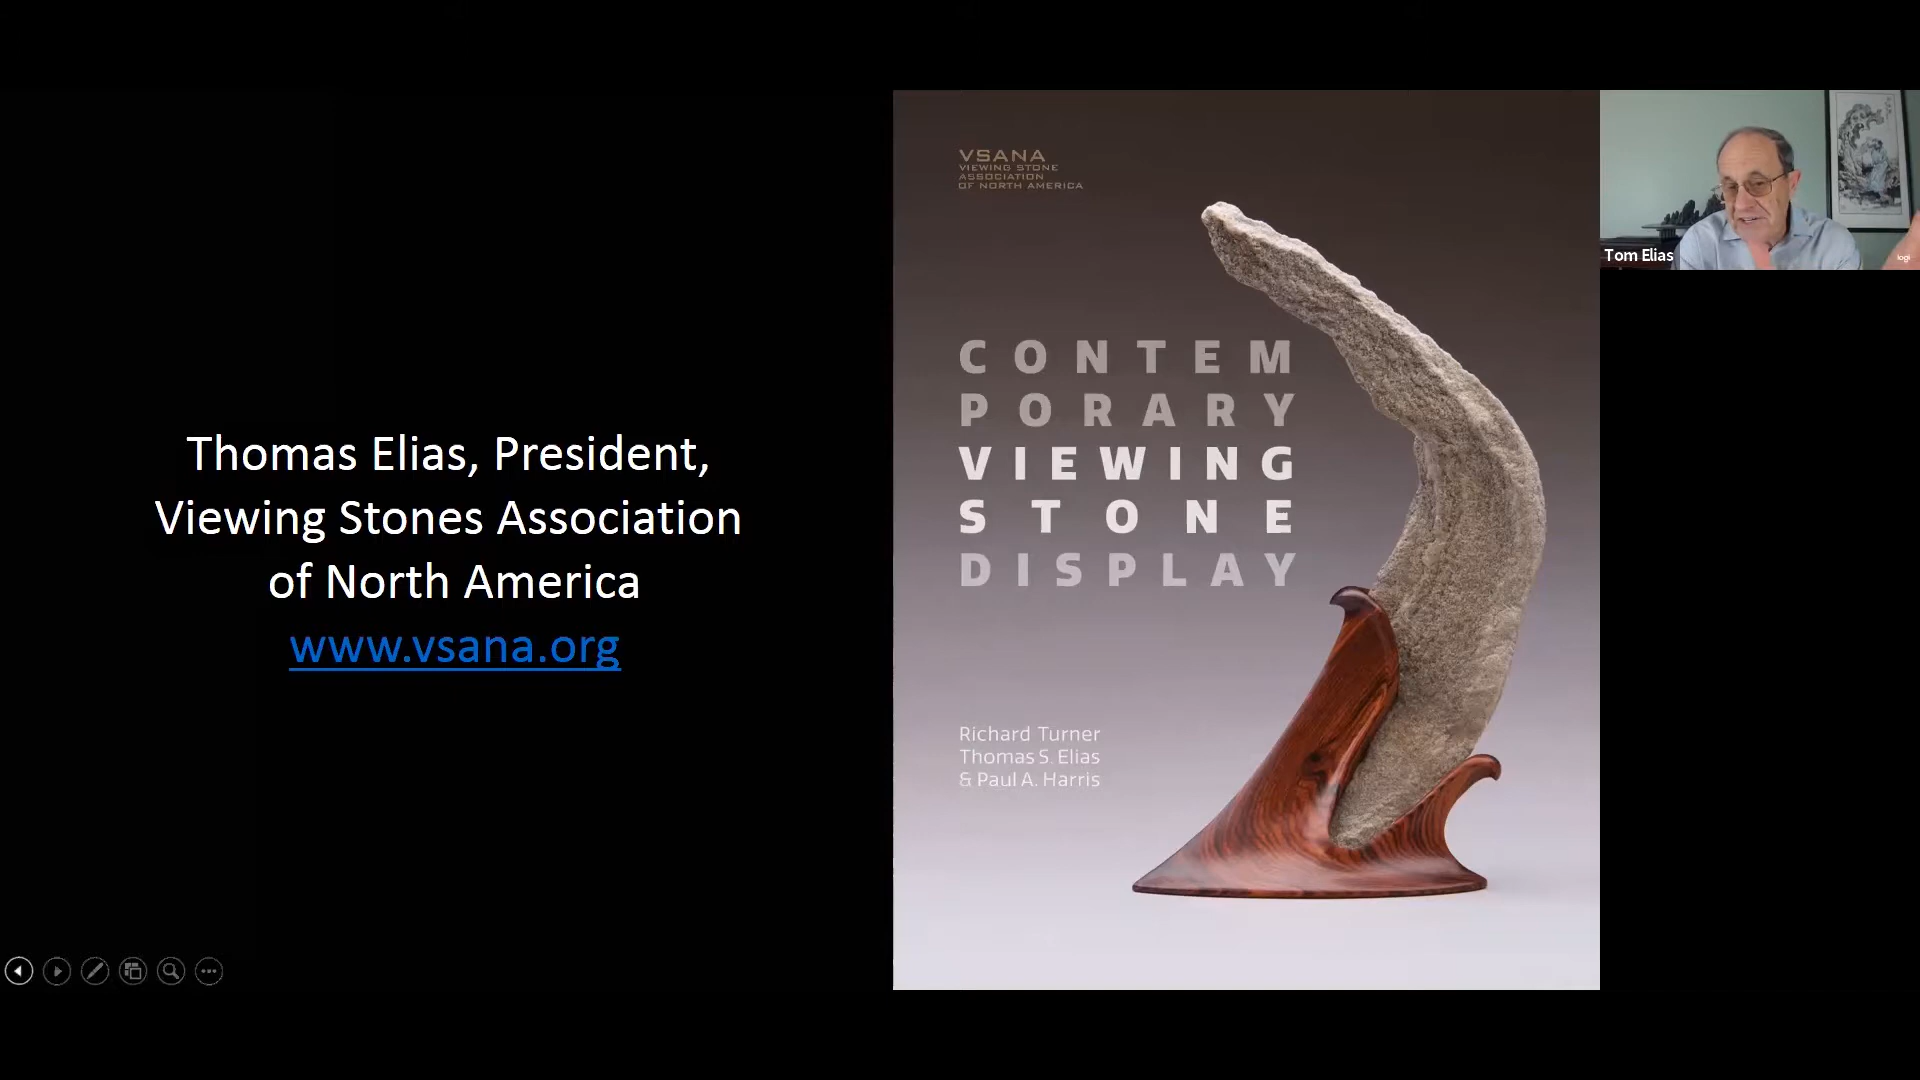 Thomas Elias, President,
Viewing Stones Association
of North America
www.vsana.org
VSANA
VIEWING STONE
ASSOCIATION
OF NORTH AMERICA
CONTEM
PORARY
VIEWING
STONE
DISPLAY
Richard Turner
Thomas S. Elias
& Paul A. Harris
Tom Elias
logi